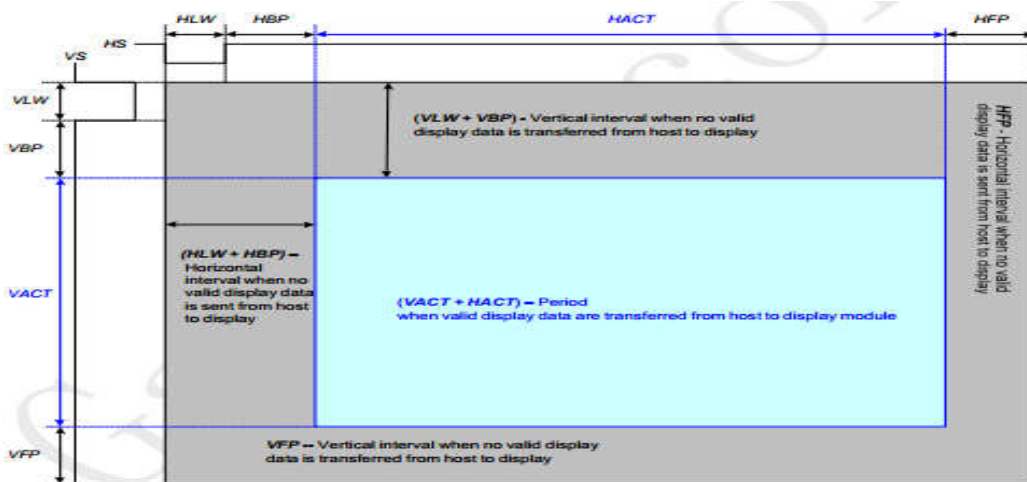 HLW HBP HACT HFP
HS
VS
VLW
(VLW + VBP) - Vertical interval when no valid
display data is transferred from host to display
HFP - Horizontal interval when no valid
display data is sent from host to display
VBP
(HLW + HBP) –
Horizontal
interval when no
valid display data
is sent from host
to display
VACT
(VACT + HACT) – Period
when valid display data are transferred from host to display module
VFP – Vertical interval when no valid display
data is transferred from host to display
VFP